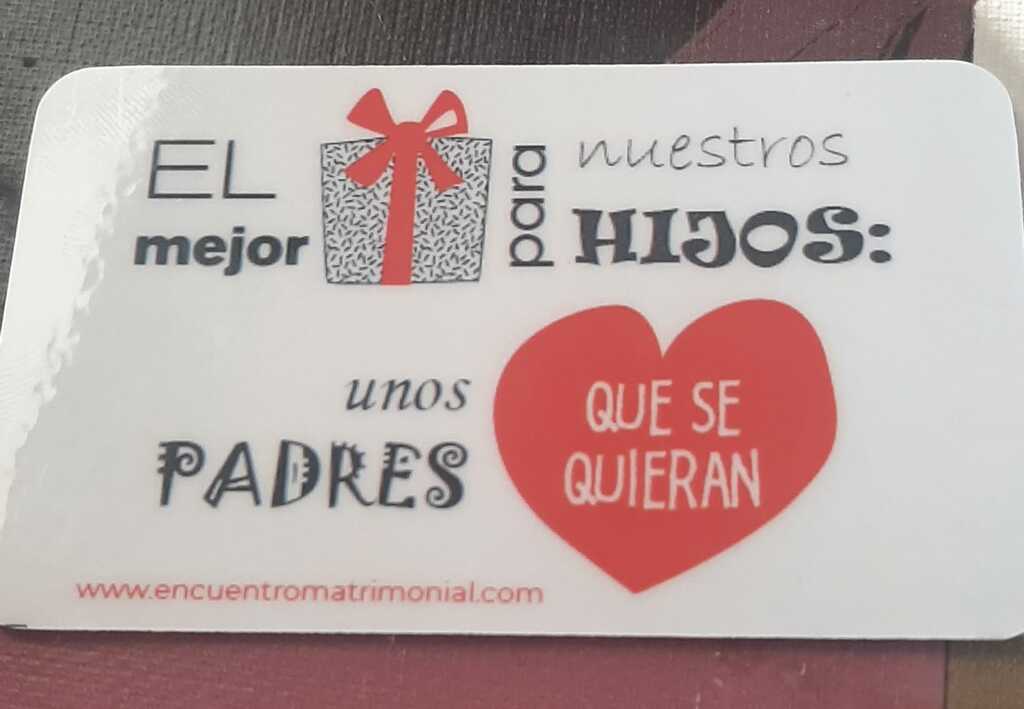 EL
mejor
para
nuestros
HIJOS:
unos
PADRES
QUE SE
QUIERAN
www.encuentromatrimonial.com